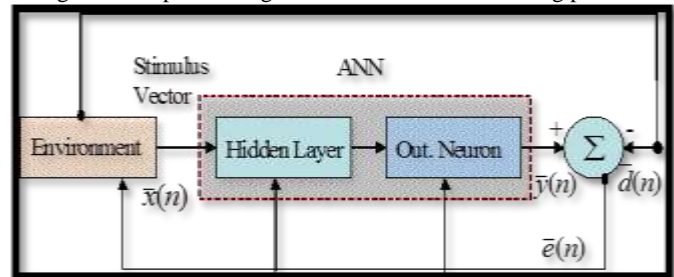 Stimulus
Vector
ANN
Environment
Hidden Layer
Out. Neuron
+
-
Σ
x̄(n)
ȳ(n)
d̄(n)
ē(n)